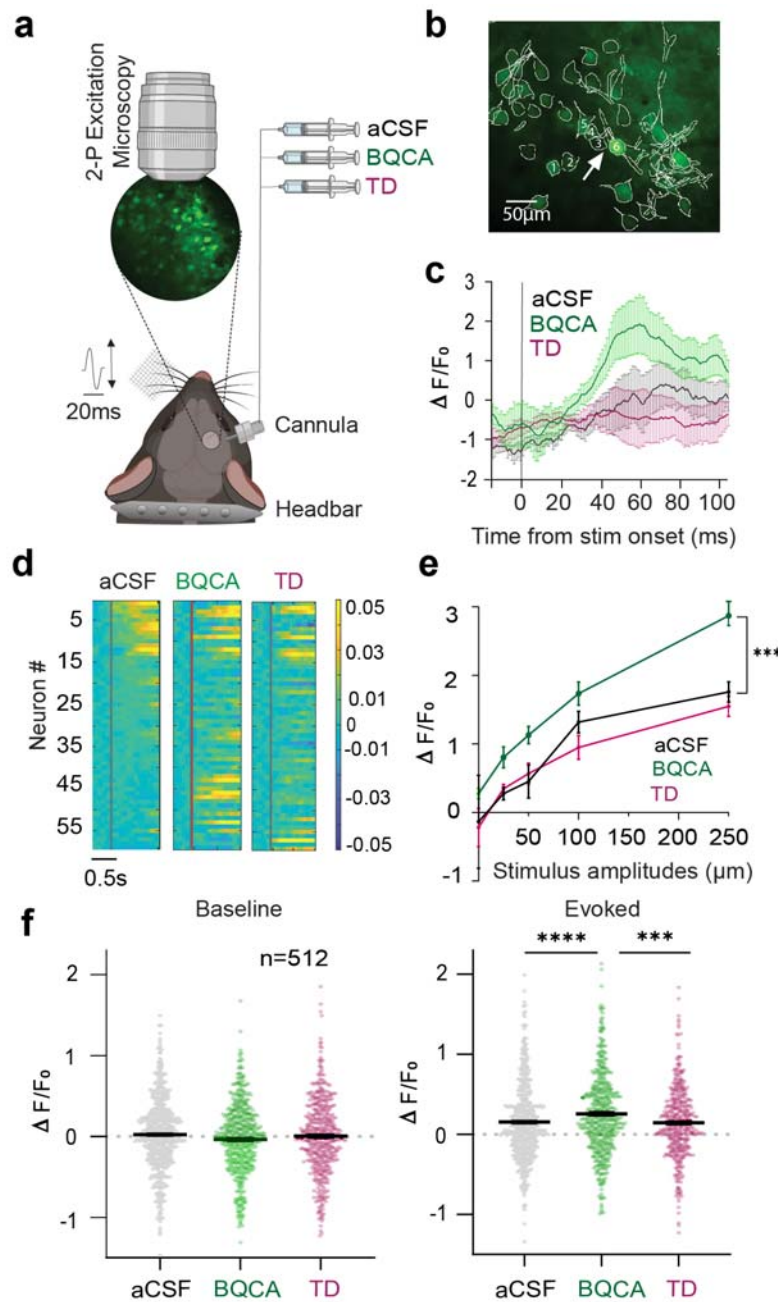 a
2-P Excitation
Microscopy
aCSF
BQCA
TD
20ms
Cannula
Headbar
b
1
2
3
4
5
6
50μm
c
aCSF
BQCA
TD
Δ F/F₀
3
2
1
0
-1
-2
0 20 40 60 80 100
Time from stim onset (ms)
d
aCSF BQCA TD
Neuron #
5
15
25
35
45
55
0.05
0.03
0.01
0
-0.01
-0.03
-0.05
0.5s
e
Δ F/F₀
3
2
1
0
-1
***
aCSF
BQCA
TD
50 100 150 200 250
Stimulus amplitudes (μm)
f
Baseline
n=512
Δ F/F₀
2
1
0
-1
aCSF BQCA TD
Evoked
**** ***
Δ F/F₀
2
1
0
-1
aCSF BQCA TD